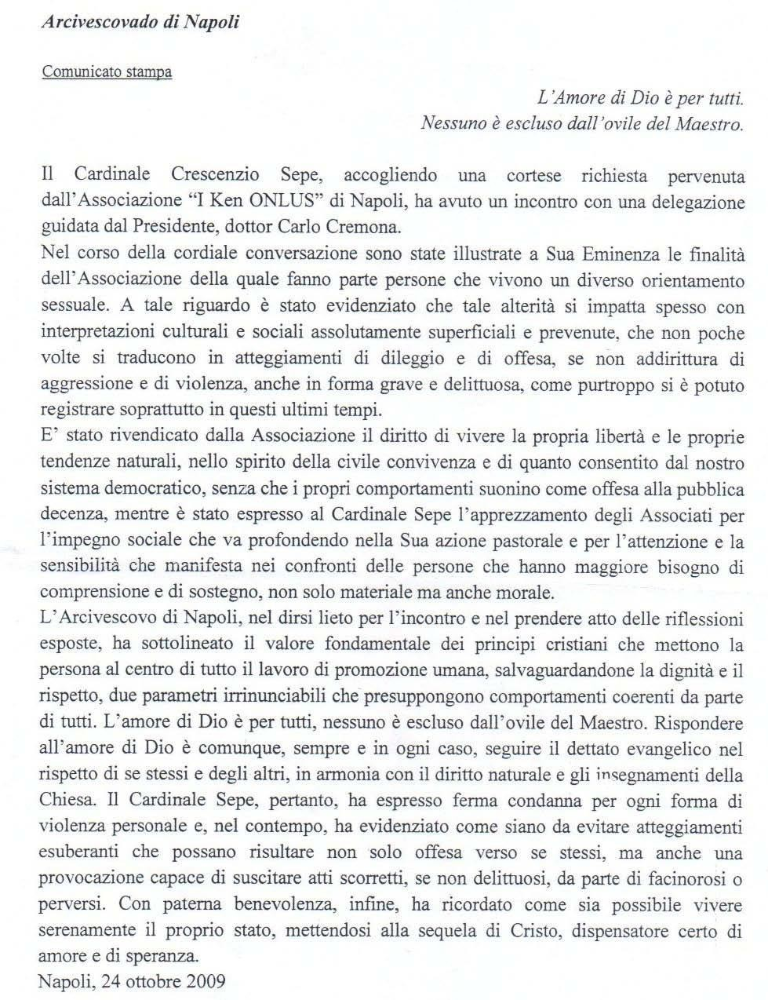 Arcivescovado di Napoli
Comunicato stampa
L'Amore di Dio è per tutti.
Nessuno è escluso dall'ovile del Maestro.
Il Cardinale Crescenzio Sepe, accogliendo una cortese richiesta pervenuta
dall'Associazione “I Ken ONLUS” di Napoli, ha avuto un incontro con una delegazione
guidata dal Presidente, dottor Carlo Cremona.
Nel corso della cordiale conversazione sono state illustrate a Sua Eminenza le finalità
dell'Associazione della quale fanno parte persone che vivono un diverso orientamento
sessuale. A tale riguardo è stato evidenziato che tale alterità si impatta spesso con
interpretazioni culturali e sociali assolutamente superficiali e prevenute, che non poche
volte si traducono in atteggiamenti di dileggio e di offesa, se non addirittura di
aggressione e di violenza, anche in forma grave e delittuosa, come purtroppo si è potuto
registrare soprattutto in questi ultimi tempi.
E' stato rivendicato dalla Associazione il diritto di vivere la propria libertà e le proprie
tendenze naturali, nello spirito della civile convivenza e di quanto consentito dal nostro
sistema democratico, senza che i propri comportamenti suonino come offesa alla pubblica
decenza, mentre è stato espresso al Cardinale Sepe l'apprezzamento degli Associati per
l'impegno sociale che va profondendo nella Sua azione pastorale e per l'attenzione e la
sensibilità che manifesta nei confronti delle persone che hanno maggiore bisogno di
comprensione e di sostegno, non solo materiale ma anche morale.
L'Arcivescovo di Napoli, nel dirsi lieto per l'incontro e nel prendere atto delle riflessioni
esposte, ha sottolineato il valore fondamentale dei principi cristiani che mettono la
persona al centro di tutto il lavoro di promozione umana, salvaguardandone la dignità e il
rispetto, due parametri irrinunciabili che presuppongono comportamenti coerenti da parte
di tutti. L'amore di Dio è per tutti, nessuno è escluso dall'ovile del Maestro. Rispondere
all'amore di Dio è comunque, sempre e in ogni caso, seguire il dettato evangelico nel
rispetto di se stessi e degli altri, in armonia con il diritto naturale e gli insegnamenti della
Chiesa. Il Cardinale Sepe, pertanto, ha espresso ferma condanna per ogni forma di
violenza personale e, nel contempo, ha evidenziato come siano da evitare atteggiamenti
esuberanti che possano risultare non solo offesa verso se stessi, ma anche una
provocazione capace di suscitare atti scorretti, se non delittuosi, da parte di facinorosi o
perversi. Con paterna benevolenza, infine, ha ricordato come sia possibile vivere
serenamente il proprio stato, mettendosi alla sequela di Cristo, dispensatore certo di
amore e di speranza.
Napoli, 24 ottobre 2009